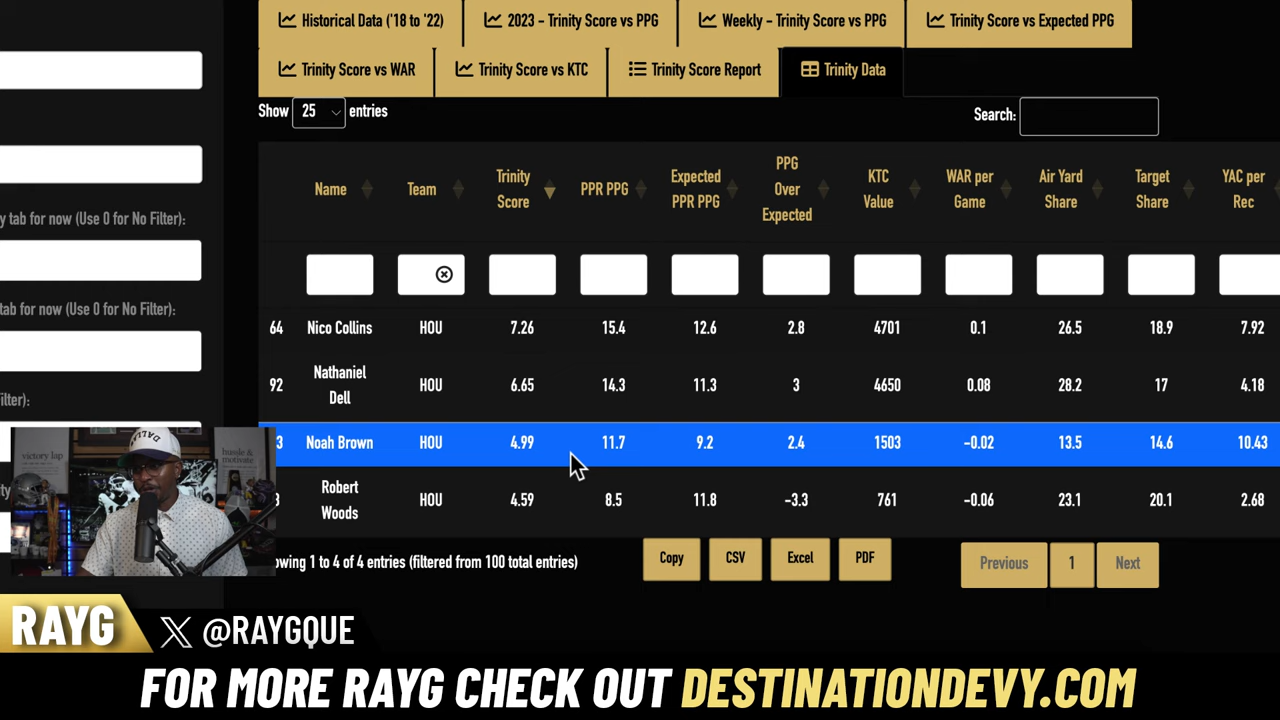 Historical Data ('18 to '22) 2023 – Trinity Score vs PPG Weekly – Trinity Score vs PPG Trinity Score vs Expected PPG
Trinity Score vs WAR Trinity Score vs KTC Trinity Score Report Trinity Data
Show 25 entries Search:
y tab for now (Use 0 for No Filter):
tab for now (Use 0 for No Filter):
ilter):
Name Team Trinity Score PPR PPG Expected PPR PPG PPG Over Expected KTC Value WAR per Game Air Yard Share Target Share YAC per Rec
64 Nico Collins HOU 7.26 15.4 12.6 2.8 4701 0.1 26.5 18.9 7.92
92 Nathaniel Dell HOU 6.65 14.3 11.3 3 4650 0.08 28.2 17 4.18
3 Noah Brown HOU 4.99 11.7 9.2 2.4 1503 -0.02 13.5 14.6 10.43
3 Robert Woods HOU 4.59 8.5 11.8 -3.3 761 -0.06 23.1 20.1 2.68
owing 1 to 4 of 4 entries (filtered from 100 total entries) Copy CSV Excel PDF Previous 1 Next
victory lap
hustle & motivate
DALLAS
RAYG X @RAYGQUE
FOR MORE RAYG CHECK OUT DESTINATIONDEVY.COM